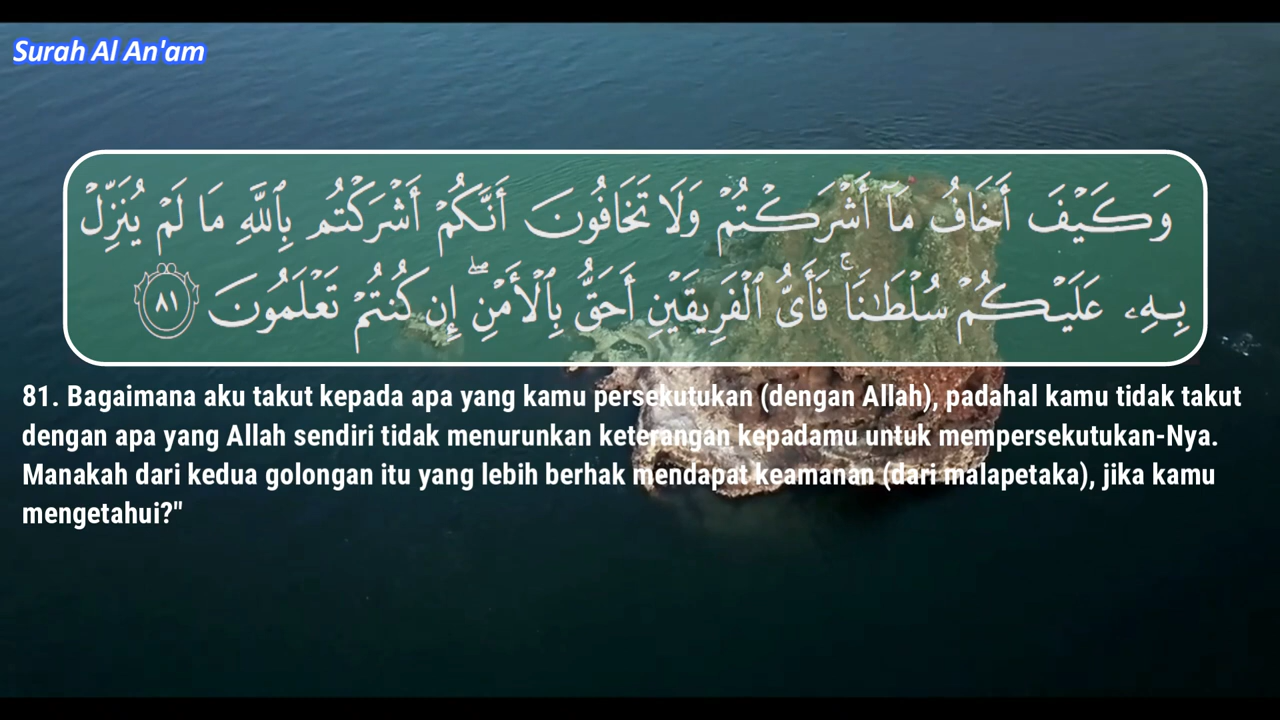 Surah Al An'am
وَكَيْفَ أَخَافُ مَآ أَشْرَكْتُمْ وَلَا تَخَافُونَ أَنَّكُمْ أَشْرَكْتُم بِٱللَّهِ مَا لَمْ يُنَزِّلْ
بِهِۦ عَلَيْكُمْ سُلْطَٰنًا ۚ فَأَىُّ ٱلْفَرِيقَيْنِ أَحَقُّ بِٱلْأَمْنِ ۖ إِن كُنتُمْ تَعْلَمُونَ ٨١
81. Bagaimana aku takut kepada apa yang kamu persekutukan (dengan Allah), padahal kamu tidak takut
dengan apa yang Allah sendiri tidak menurunkan keterangan kepadamu untuk mempersekutukan-Nya.
Manakah dari kedua golongan itu yang lebih berhak mendapat keamanan (dari malapetaka), jika kamu
mengetahui?"